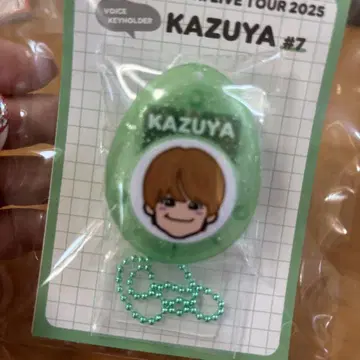 LIVE TOUR 2025
VOICE
KEYHOLDER
KAZUYA #7
KAZUYA